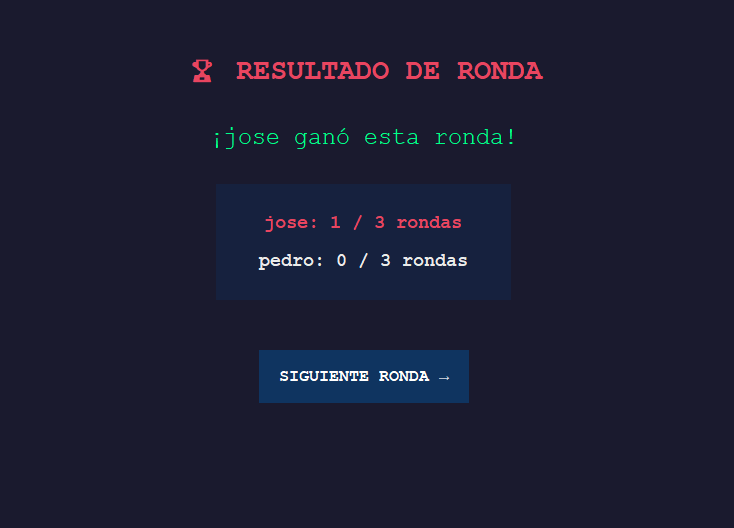 🏆 RESULTADO DE RONDA
¡jose ganó esta ronda!
jose: 1 / 3 rondas
pedro: 0 / 3 rondas
SIGUIENTE RONDA →